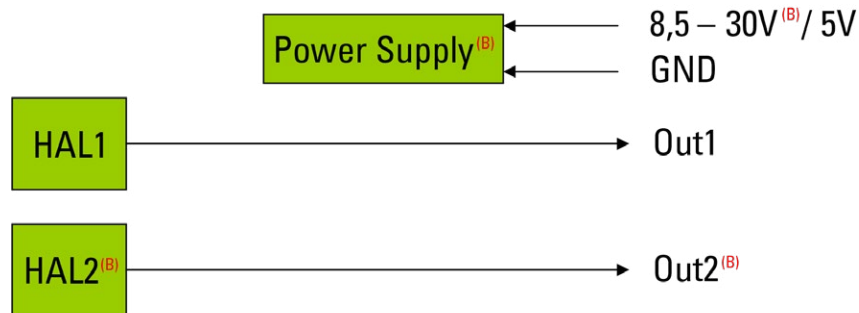 8,5 – 30V(B)/ 5V
Power Supply(B)
GND
HAL1
Out1
HAL2(B)
Out2(B)